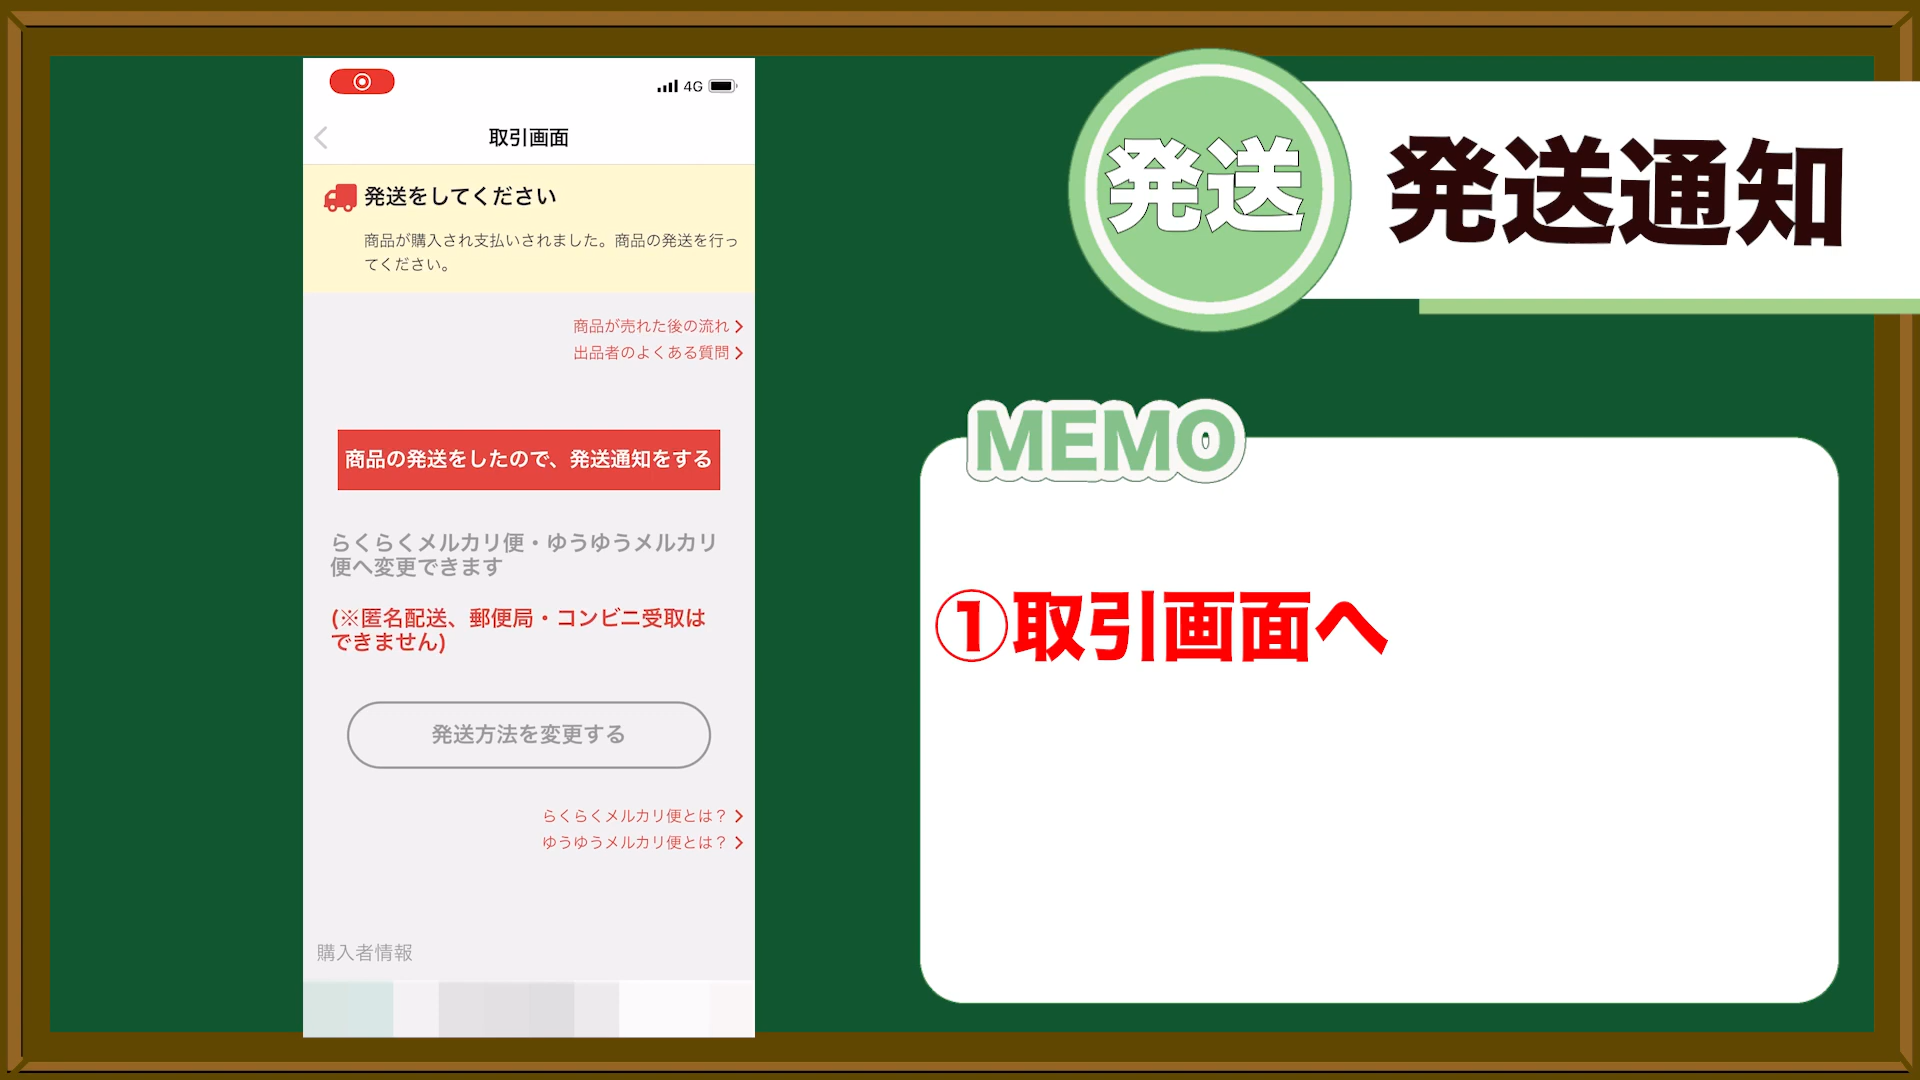 4G
取引画面
発送をしてください
商品が購入され支払いされました。商品の発送を行っ
てください。
商品が売れた後の流れ
出品者のよくある質問
商品の発送をしたので、発送通知をする
らくらくメルカリ便・ゆうゆうメルカリ
便へ変更できます
(※匿名配送、郵便局・コンビニ受取は
できません)
発送方法を変更する
らくらくメルカリ便とは？
ゆうゆうメルカリ便とは？
購入者情報
発送
発送通知
MEMO
①取引画面へ